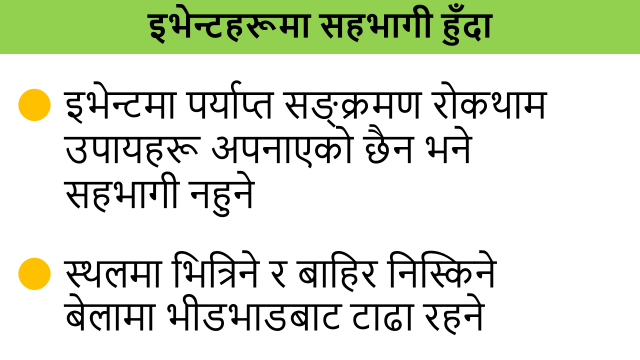 इभेन्टहरूमा सहभागी हुँदा
इभेन्टमा पर्याप्त सङ्क्रमण रोकथाम
उपायहरू अपनाएको छैन भने
सहभागी नहुने
स्थलमा भित्रिने र बाहिर निस्किने
बेलामा भीडभाडबाट टाढा रहने